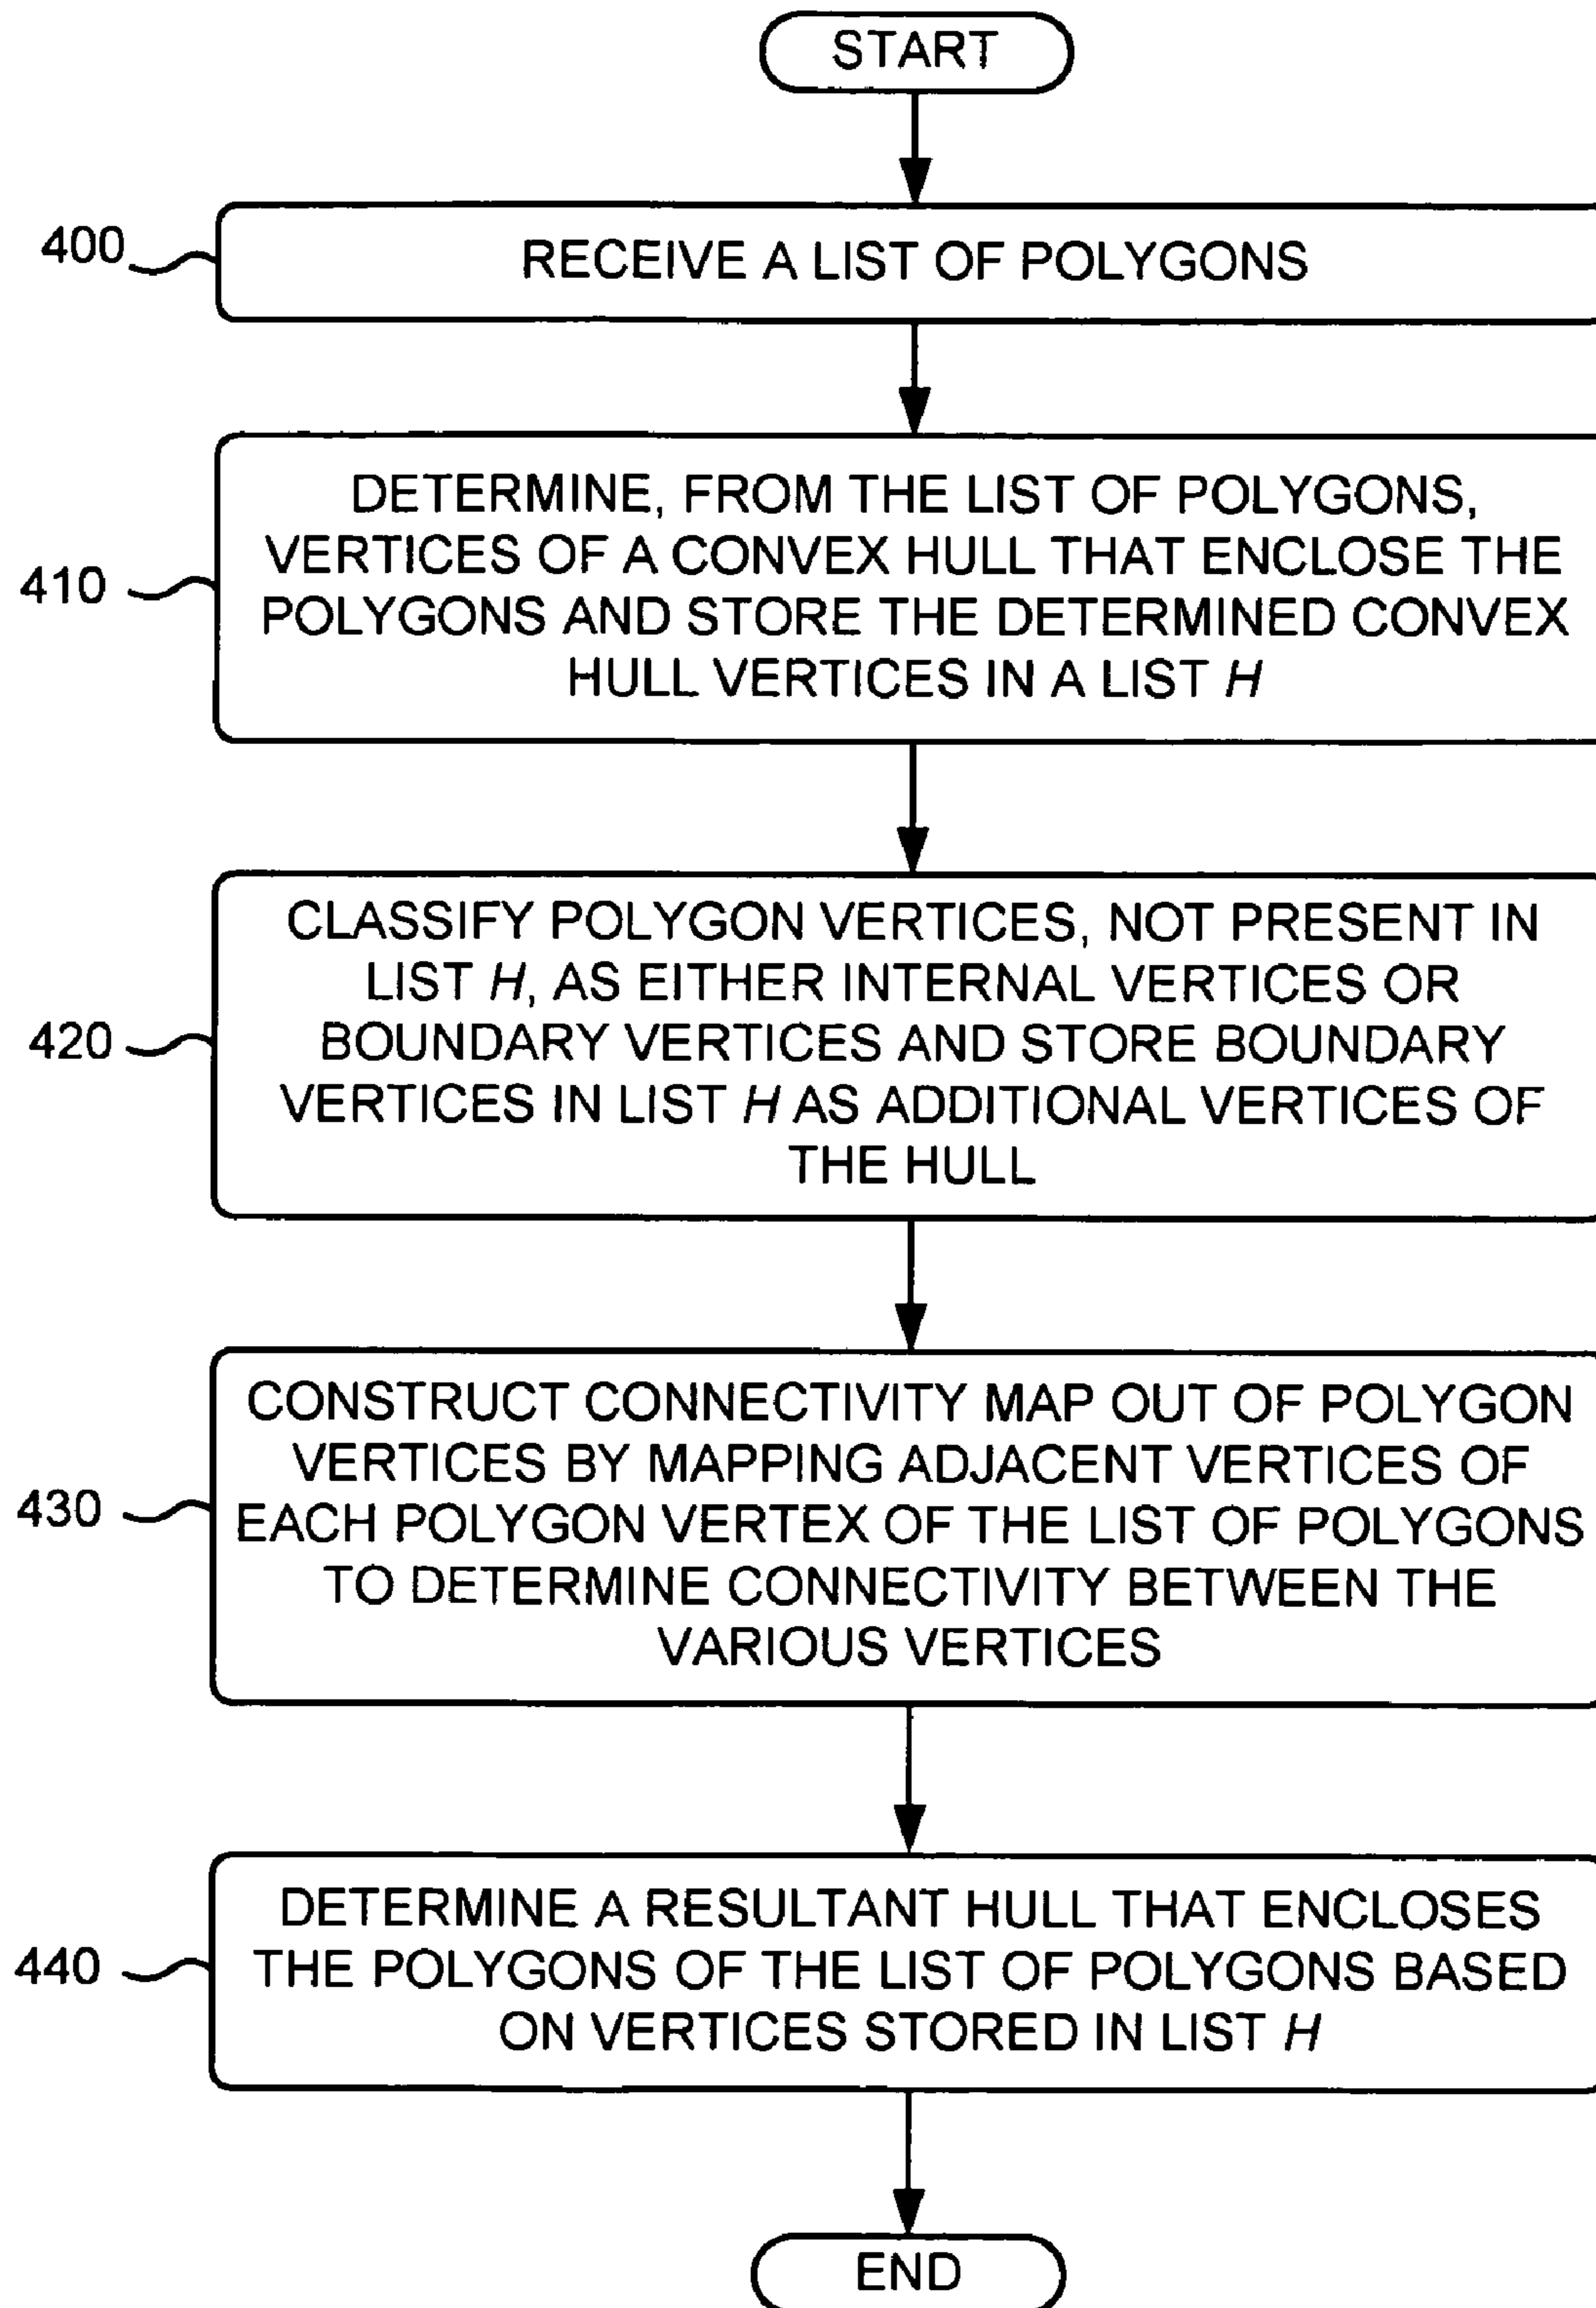 START
400
RECEIVE A LIST OF POLYGONS
410
DETERMINE, FROM THE LIST OF POLYGONS,
VERTICES OF A CONVEX HULL THAT ENCLOSE THE
POLYGONS AND STORE THE DETERMINED CONVEX
HULL VERTICES IN A LIST H
420
CLASSIFY POLYGON VERTICES, NOT PRESENT IN
LIST H, AS EITHER INTERNAL VERTICES OR
BOUNDARY VERTICES AND STORE BOUNDARY
VERTICES IN LIST H AS ADDITIONAL VERTICES OF
THE HULL
430
CONSTRUCT CONNECTIVITY MAP OUT OF POLYGON
VERTICES BY MAPPING ADJACENT VERTICES OF
EACH POLYGON VERTEX OF THE LIST OF POLYGONS
TO DETERMINE CONNECTIVITY BETWEEN THE
VARIOUS VERTICES
440
DETERMINE A RESULTANT HULL THAT ENCLOSES
THE POLYGONS OF THE LIST OF POLYGONS BASED
ON VERTICES STORED IN LIST H
END